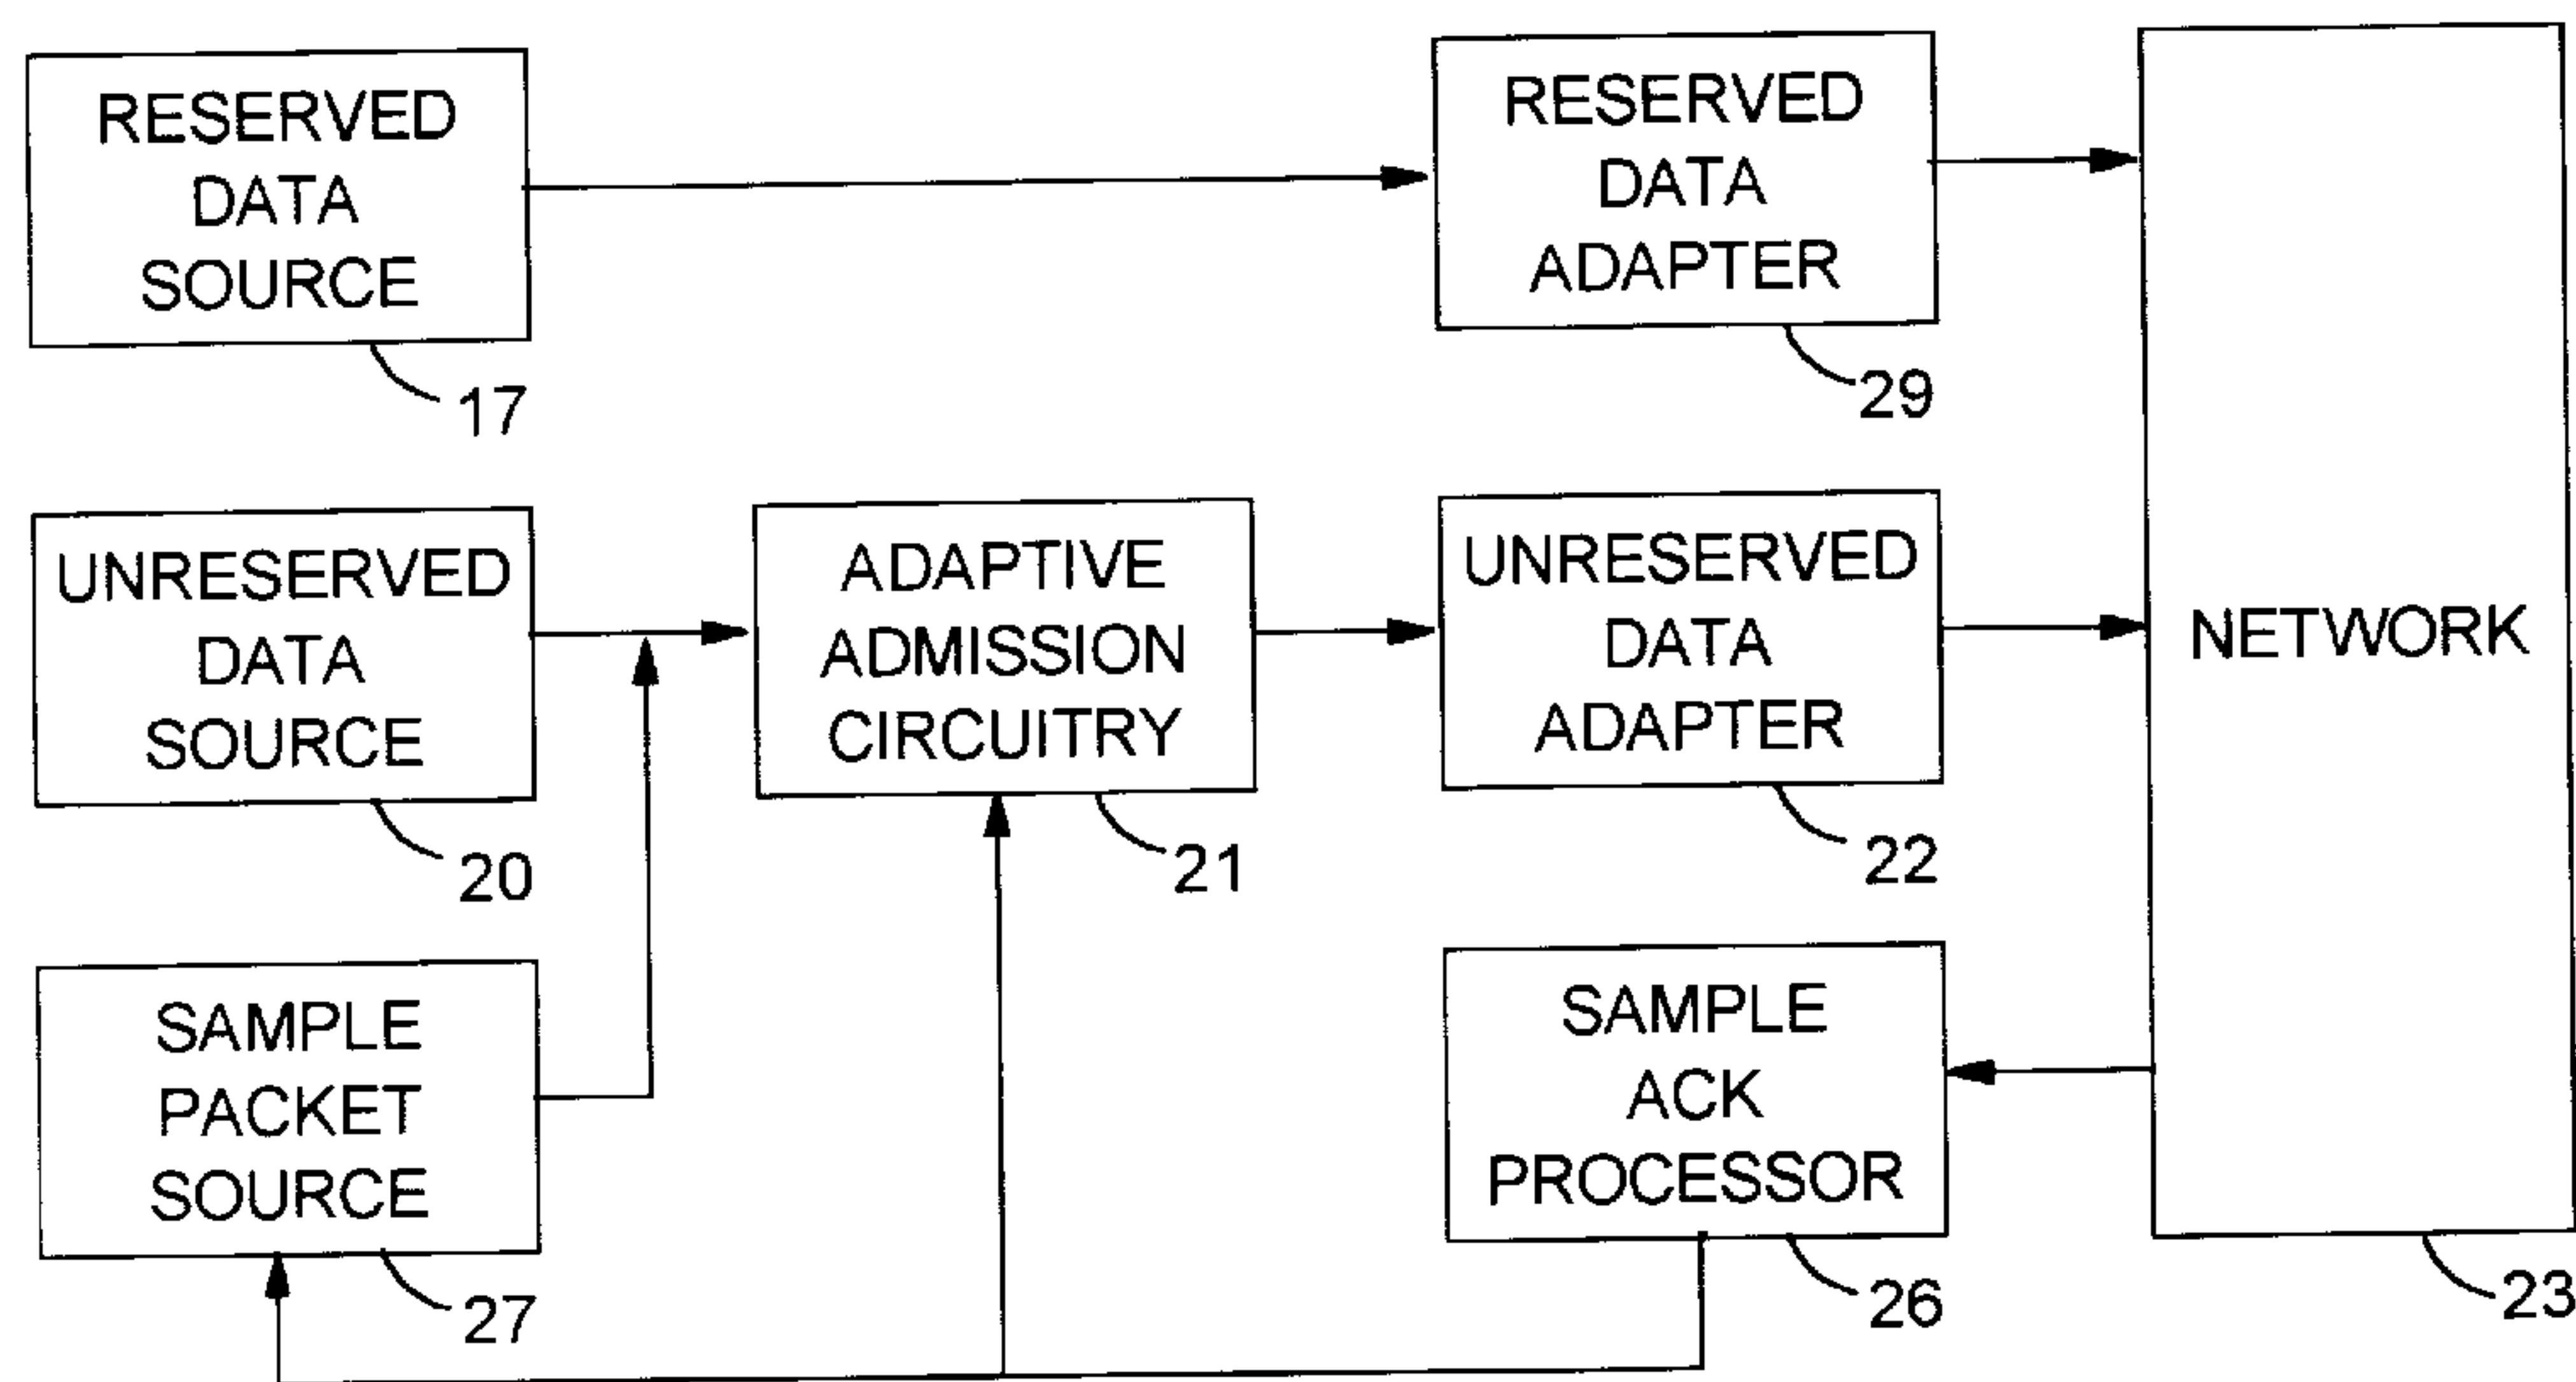 RESERVED
DATA
SOURCE
17
RESERVED
DATA
ADAPTER
29
UNRESERVED
DATA
SOURCE
20
ADAPTIVE
ADMISSION
CIRCUITRY
21
UNRESERVED
DATA
ADAPTER
22
NETWORK
23
SAMPLE
PACKET
SOURCE
27
SAMPLE
ACK
PROCESSOR
26